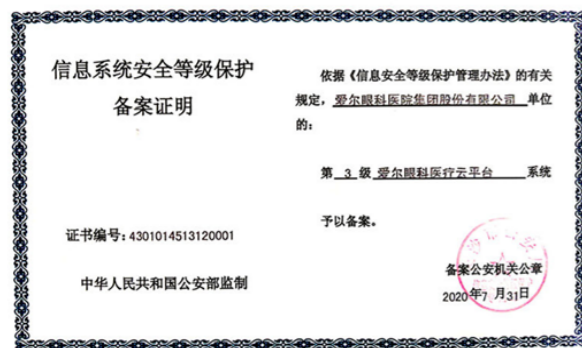 信息系统安全等级保护
备案证明
证书编号：4301014513120001
中华人民共和国公安部监制
依据《信息安全等级保护管理办法》的有关
规定，爱尔眼科医院集团股份有限公司 单位
的：
第 3 级 爱尔眼科医疗云平台 系统
予以备案。
备案公安机关公章
2020年7月31日